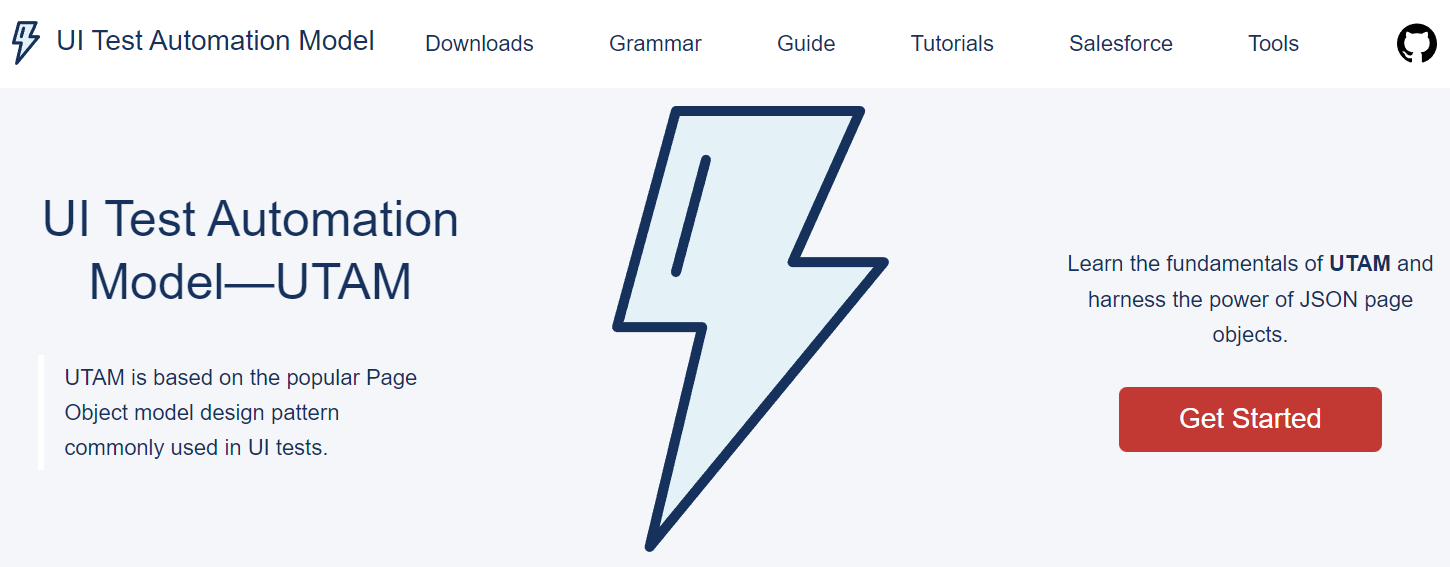 UI Test Automation Model
Downloads
Grammar
Guide
Tutorials
Salesforce
Tools
UI Test Automation
Model—UTAM
UTAM is based on the popular Page
Object model design pattern
commonly used in UI tests.
Learn the fundamentals of UTAM and
harness the power of JSON page
objects.
Get Started